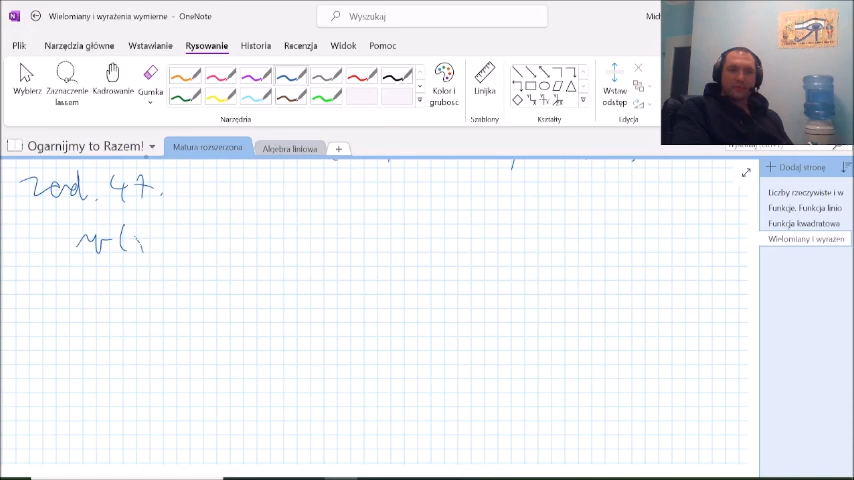 Wielomiany i wyrażenia wymierne - OneNote
Wyszukaj
Plik Narzędzia główne Wstawianie Rysowanie Historia Recenzja Widok Pomoc
Wybierz
Zaznaczenie lassem
Kadrowanie
Gumka
Kolor i grubość
Linijka
Kształty
Wstaw odstęp
Narzędzia Szablony Kształty Edycja
Ogarnijmy to Razem! Matura rozszerzona Algebra liniowa
Dodaj stronę
Liczby rzeczywiste i w
Funkcje. Funkcja linio
Funkcja kwadratowa
Wielomiany i wyrażen
zad. 47.
w(